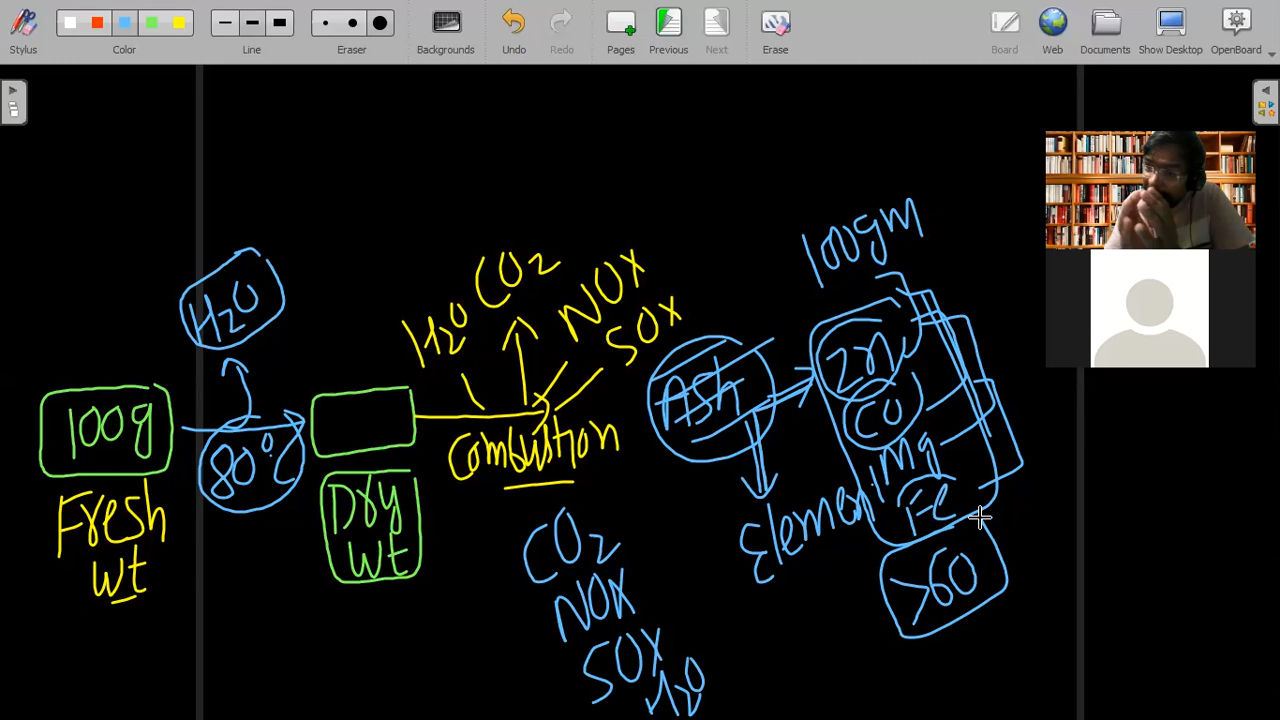 Stylus
Color
Line
Eraser
Backgrounds
Undo
Redo
Pages
Previous
Next
Erase
Board
Web
Documents
Show Desktop
OpenBoard
H2O
100g
Fresh
wt
80°C
Dry
Wt
H2O
CO2
NOX
SOX
Combustion
CO2
NOX
SOX
H2O
ASh
Element
100gm
Zn
CO
Mg
Fe
>60